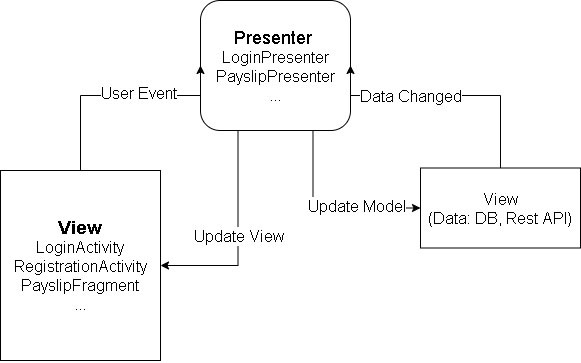 Presenter
LoginPresenter
PayslipPresenter
...
User Event
Data Changed
View
LoginActivity
RegistrationActivity
PayslipFragment
...
Update View
Update Model
View
(Data: DB, Rest API)